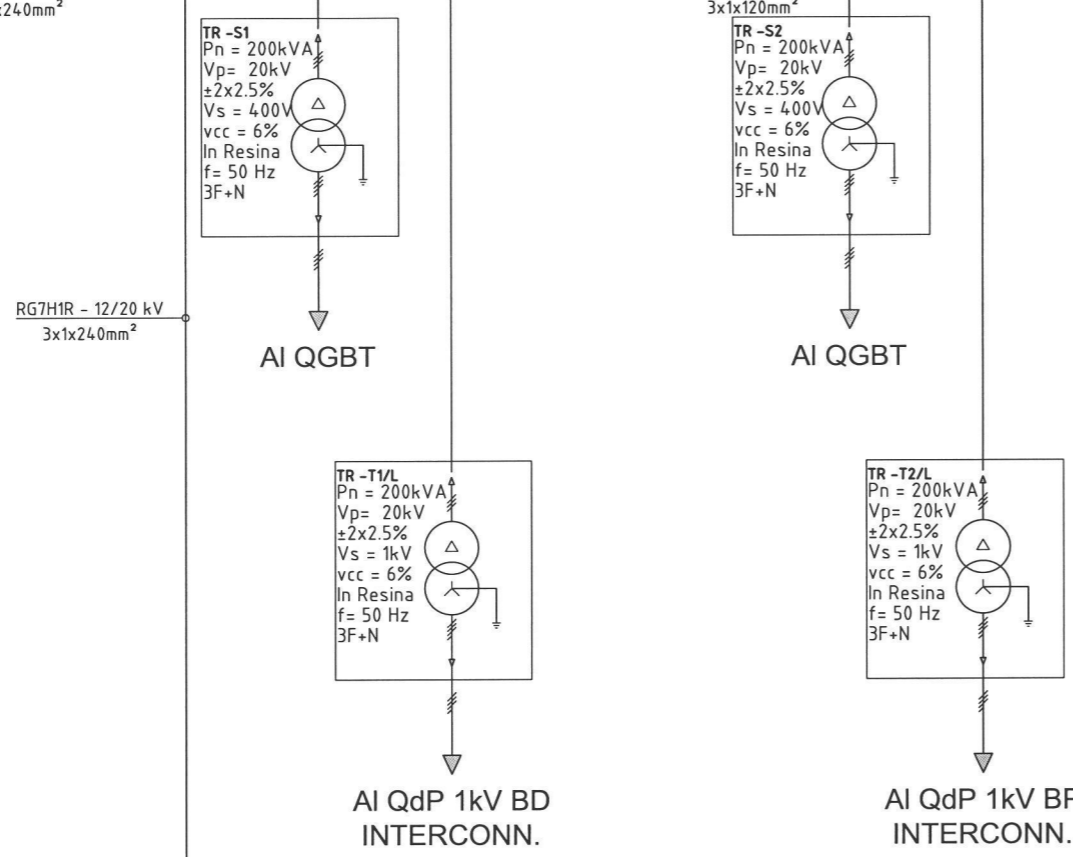 3x1x120mm²
TR -S1
Pn = 200kVA
Vp= 20kV
±2x2.5%
Vs = 400V
vcc = 6%
In Resina
f= 50 Hz
3F+N
TR -S2
Pn = 200kVA
Vp= 20kV
±2x2.5%
Vs = 400V
vcc = 6%
In Resina
f= 50 Hz
3F+N
RG7H1R - 12/20 kV
3x1x240mm²
Al QGBT
Al QGBT
TR -T1/L
Pn = 200kVA
Vp= 20kV
±2x2.5%
Vs = 1kV
vcc = 6%
In Resina
f= 50 Hz
3F+N
TR -T2/L
Pn = 200kVA
Vp= 20kV
±2x2.5%
Vs = 1kV
vcc = 6%
In Resina
f= 50 Hz
3F+N
Al QdP 1kV BD
INTERCONN.
Al QdP 1kV
INTERCONN.